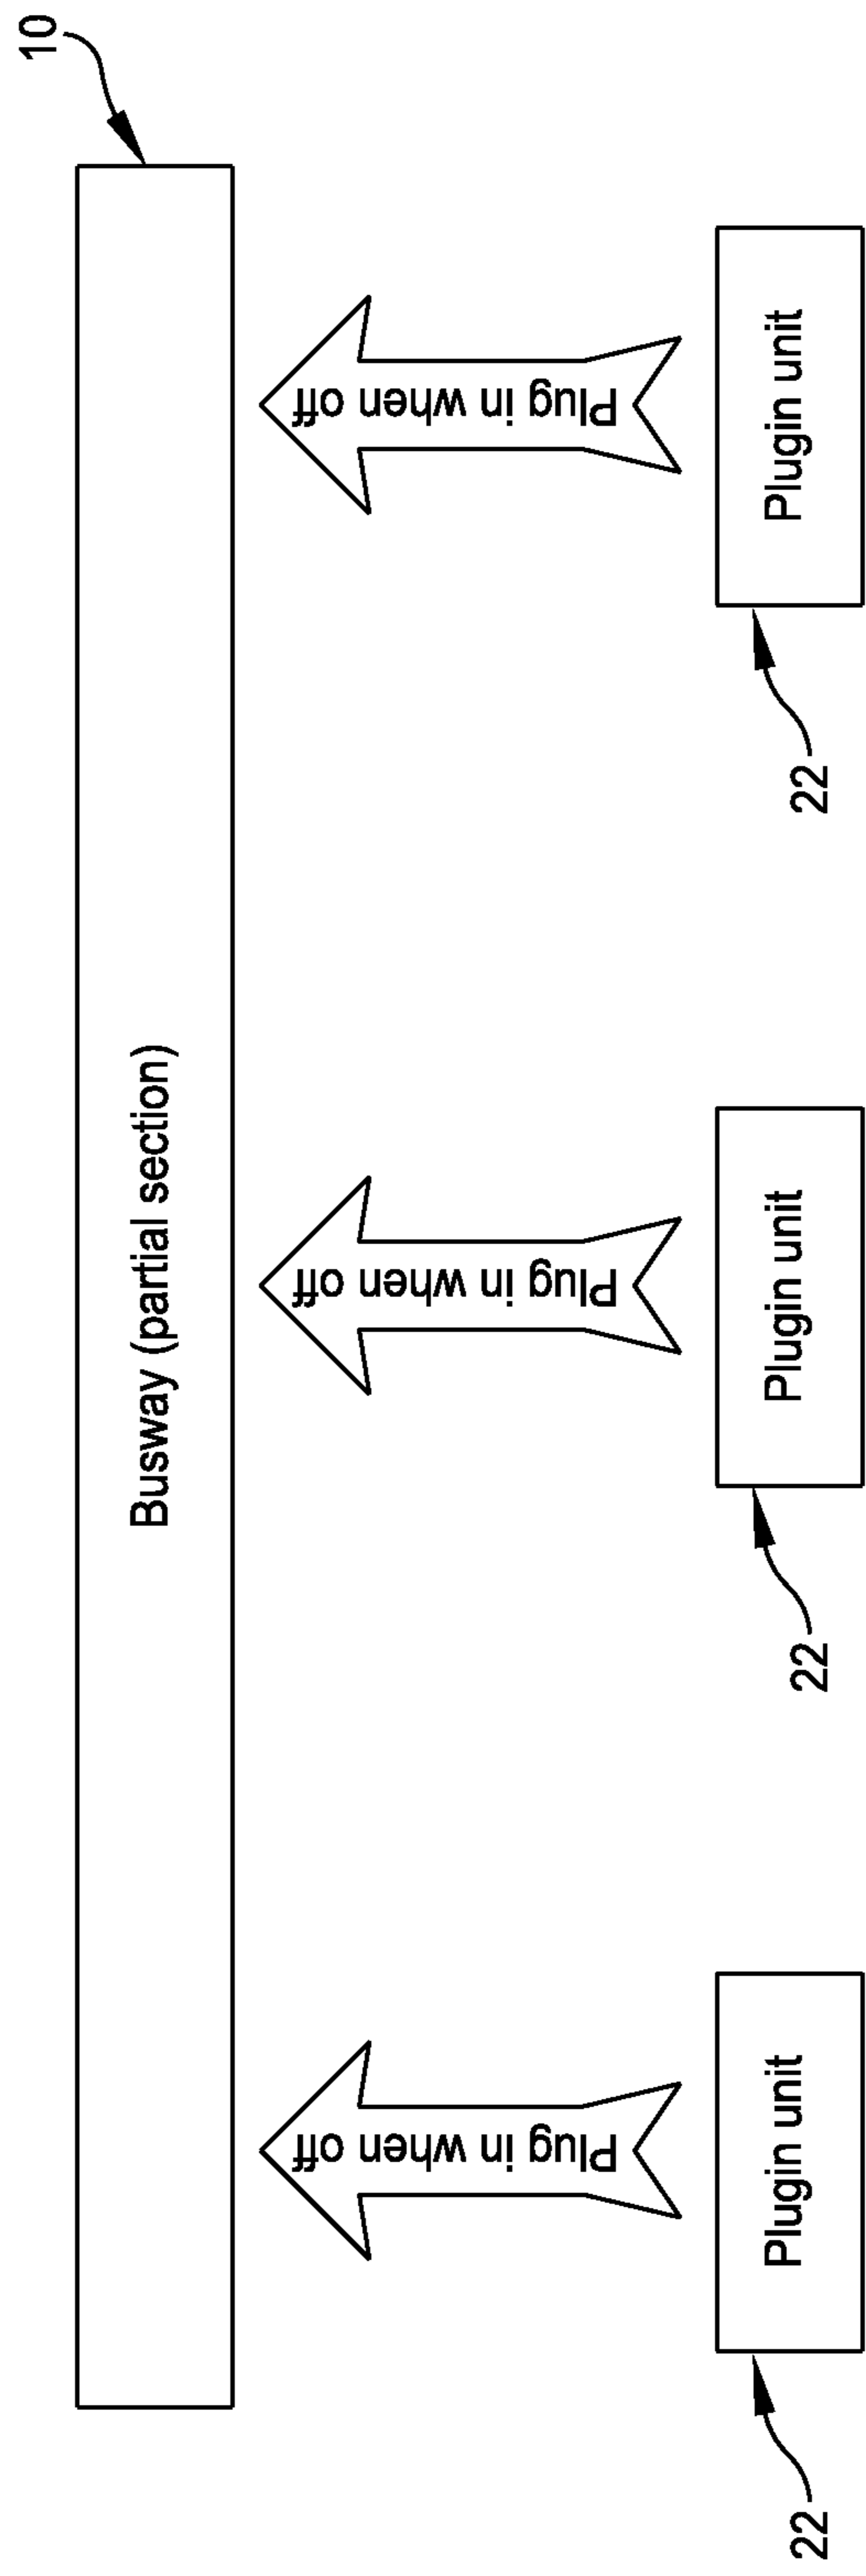 10
Busway (partial section)
Plug in when off
Plug in when off
Plug in when off
Plugin unit
Plugin unit
Plugin unit
22
22
22